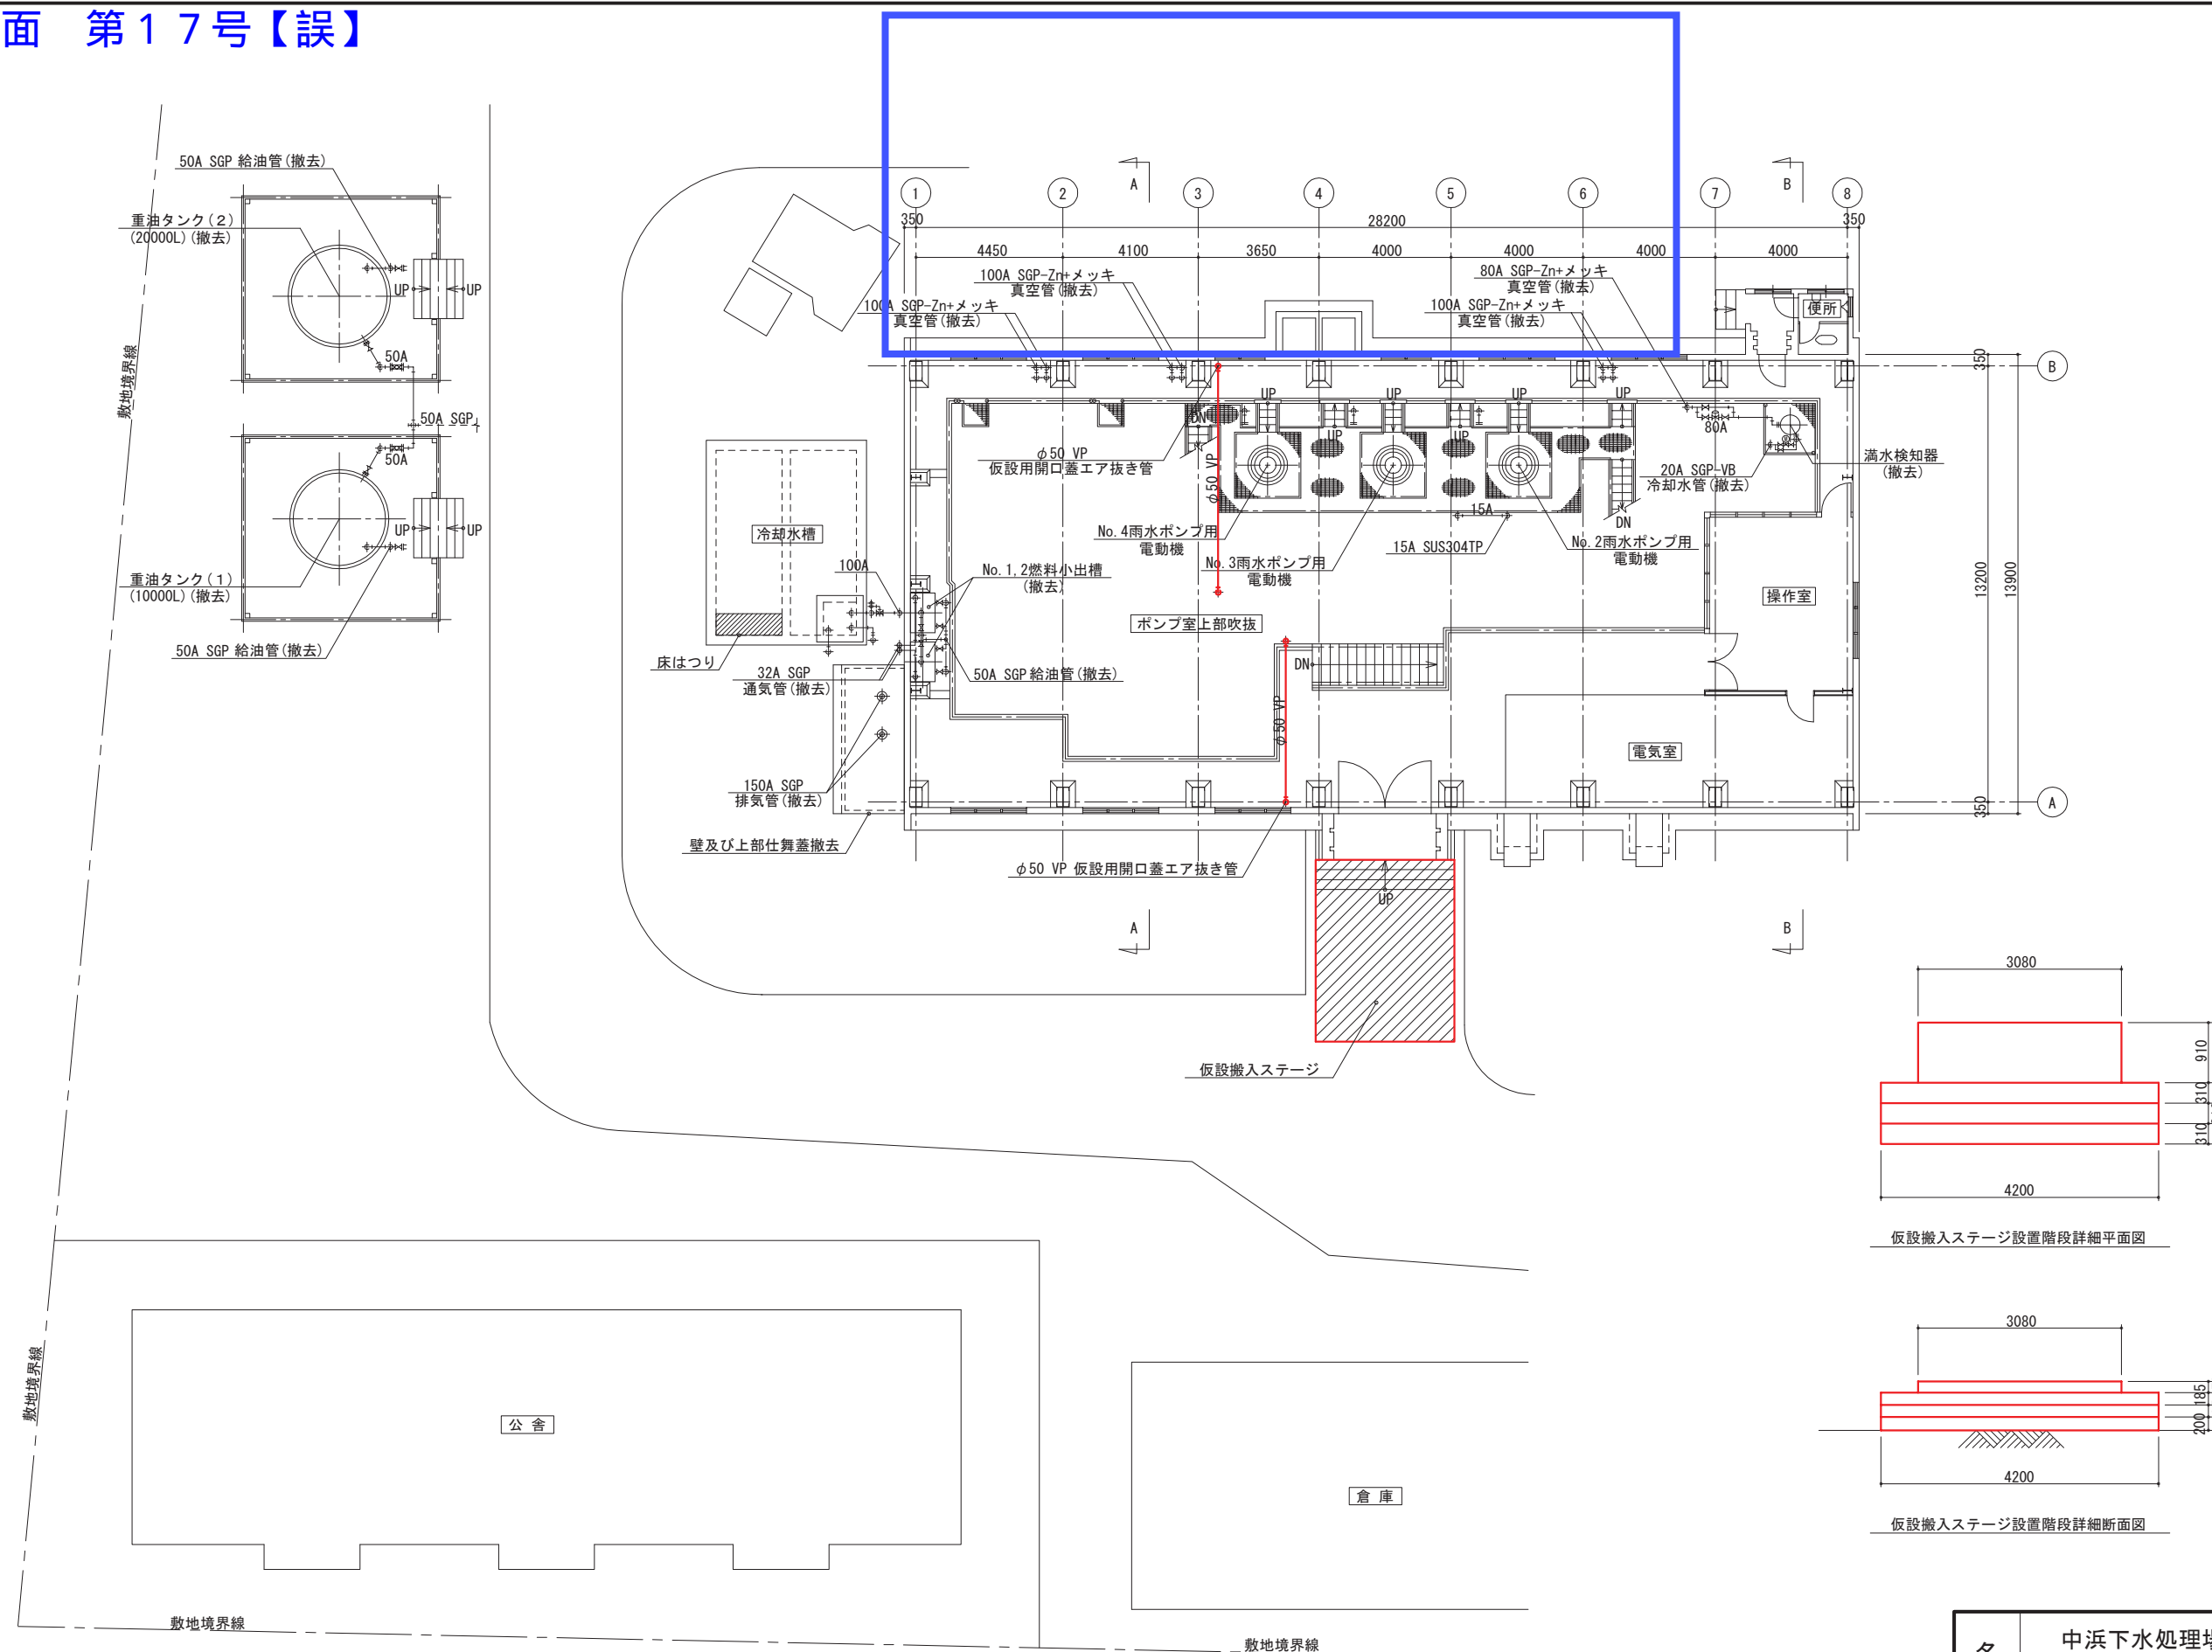 面 第１７号【誤】
50A SGP 給油管(撤去)
重油タンク(２)
(20000L)(撤去)
UP
UP
50A
50A SGP
50A
UP
UP
重油タンク(１)
(10000L)(撤去)
50A SGP 給油管(撤去)
敷地境界線
A
B
1
2
3
4
5
6
7
8
350
28200
350
4450
4100
3650
4000
4000
4000
4000
100A SGP-Zn+メッキ
真空管(撤去)
100A SGP-Zn+メッキ
真空管(撤去)
80A SGP-Zn+メッキ
真空管(撤去)
100A SGP-Zn+メッキ
真空管(撤去)
便所
350
B
UP
UP
UP
UP
DN
UP
UP
80A
φ50 VP
仮設用開口蓋エア抜き管
φ50 VP
20A SGP-VB
冷却水管(撤去)
満水検知器
(撤去)
15A
DN
No.4雨水ポンプ用
電動機
No.3雨水ポンプ用
電動機
15A SUS304TP
No.2雨水ポンプ用
電動機
冷却水槽
100A
No.1,2燃料小出槽
(撤去)
操作室
13200
13900
ポンプ室上部吹抜
床はつり
32A SGP
通気管(撤去)
50A SGP 給油管(撤去)
DN
φ50 VP
電気室
150A SGP
排気管(撤去)
350
A
壁及び上部仕舞蓋撤去
φ50 VP 仮設用開口蓋エア抜き管
UP
A
B
仮設搬入ステージ
3080
910
310
310
4200
仮設搬入ステージ設置階段詳細平面図
3080
185
200
4200
仮設搬入ステージ設置階段詳細断面図
敷地境界線
公 舎
倉 庫
敷地境界線
敷地境界線
名
中浜下水処理場